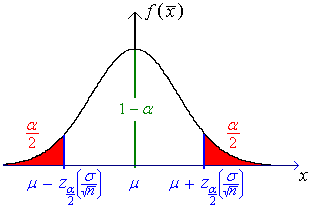 f(x̅)
α/2
1 − α
α/2
μ − z_{α/2}(σ/√n)
μ
μ + z_{α/2}(σ/√n)
x